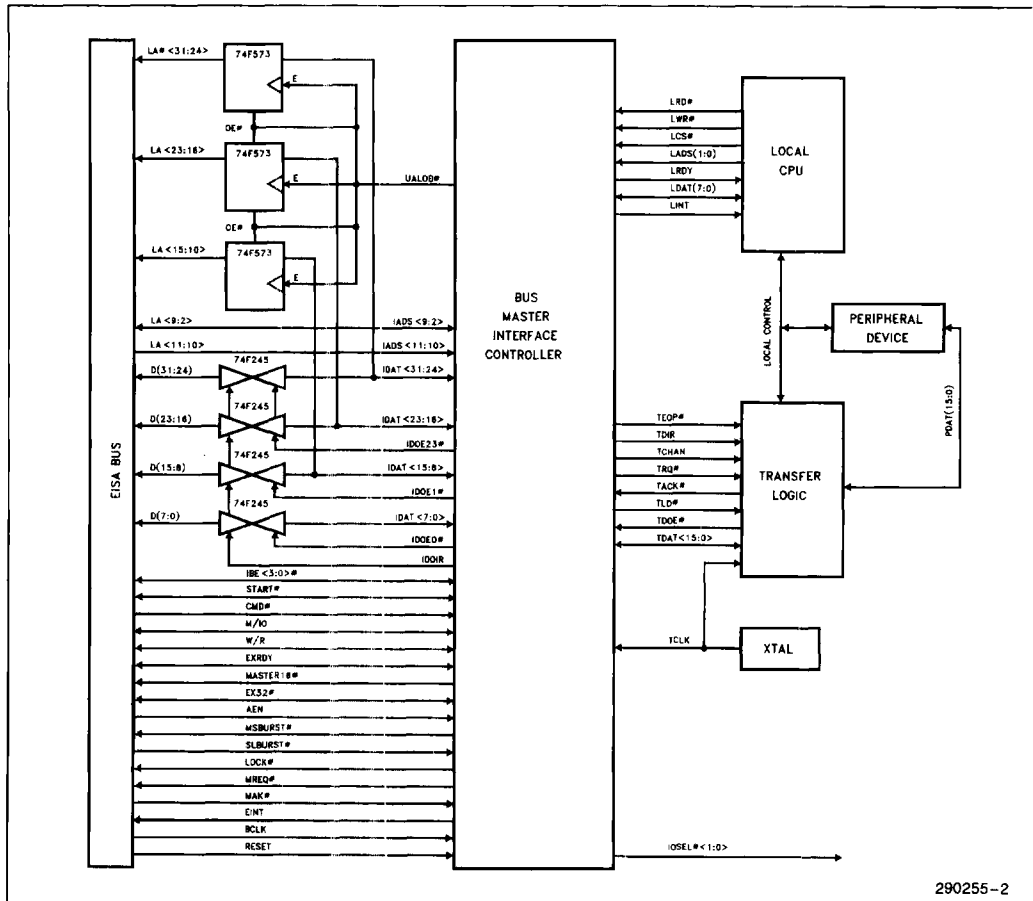 74F573
LA# <31:24>
E
OE#
LA <23:16>
74F573
E
UALOB#
OE#
LA <15:10>
74F573
E
LA <9:2>
IADS <9:2>
LA <11:10>
IADS <11:10>
74F245
D(31:24)
IDAT <31:24>
74F245
D(23:16)
IDAT <23:16>
IDOE23#
74F245
D(15:8)
IDAT <15:8>
IDOE1#
74F245
D(7:0)
IDAT <7:0>
IDOE0#
IDDIR
IBE <3:0>#
START#
CMD#
M/IO
W/R
EXRDY
MASTER16#
EX32#
AEN
MSBURST#
SLBURST#
LOCK#
MREQ#
MAK#
EINT
BCLK
RESET
EISA BUS
BUS
MASTER
INTERFACE
CONTROLLER
LRD#
LWR#
LCS#
LADS(1:0)
LRDY
LDAT(7:0)
LINT
LOCAL
CPU
LOCAL CONTROL
PERIPHERAL
DEVICE
PDAT(15:0)
TEOP#
TDIR
TCHAN
TRQ#
TACK#
TLD#
TDOE#
TDAT<15:0>
TRANSFER
LOGIC
TCLK
XTAL
IOSEL#<1:0>
290255-2